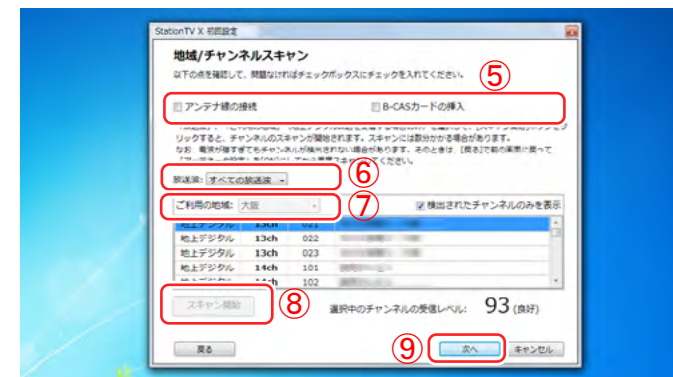 StationTV X 初回設定
地域/チャンネルスキャン
以下の点を確認して、問題なければチェックボックスにチェックを入れてください。
⑤
アンテナ線の接続 B-CASカードの挿入
リックすると、チャンネルのスキャンが開始されます。スキャンには数分かかる場合があります。
なお 電波が強すぎてもチャンネルが検出されない場合があります。そのときは、[戻る]で前の画面に戻って
⑥
放送波: すべての放送波
⑦
ご利用の地域: 大阪 検出されたチャンネルのみを表示
地上デジタル 13ch 021
地上デジタル 13ch 022
地上デジタル 13ch 023
地上デジタル 14ch 101
地上デジタル 14ch 102
スキャン開始 ⑧ 選択中のチャンネルの受信レベル: 93 (良好)
戻る ⑨ 次へ キャンセル